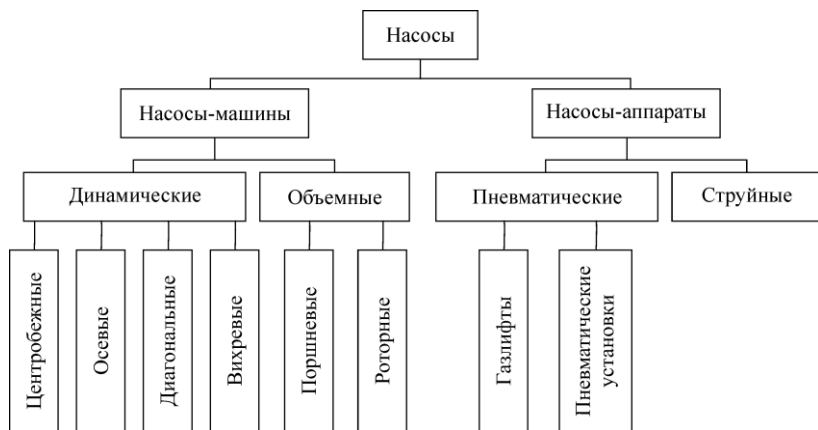 Насосы
Насосы-машины
Насосы-аппараты
Динамические
Объемные
Пневматические
Струйные
Центробежные
Осевые
Диагональные
Вихревые
Поршневые
Роторные
Газлифты
Пневматические
установки